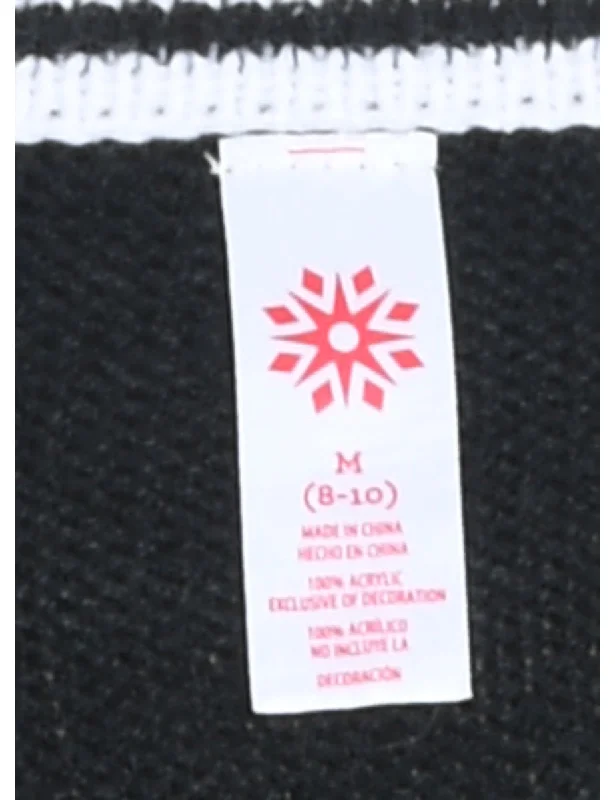 M
(8-10)
MADE IN CHINA
HECHO EN CHINA
100% ACRYLIC
EXCLUSIVE OF DECORATION
100% ACRÍLICO
NO INCLUYE LA
DECORACIÓN